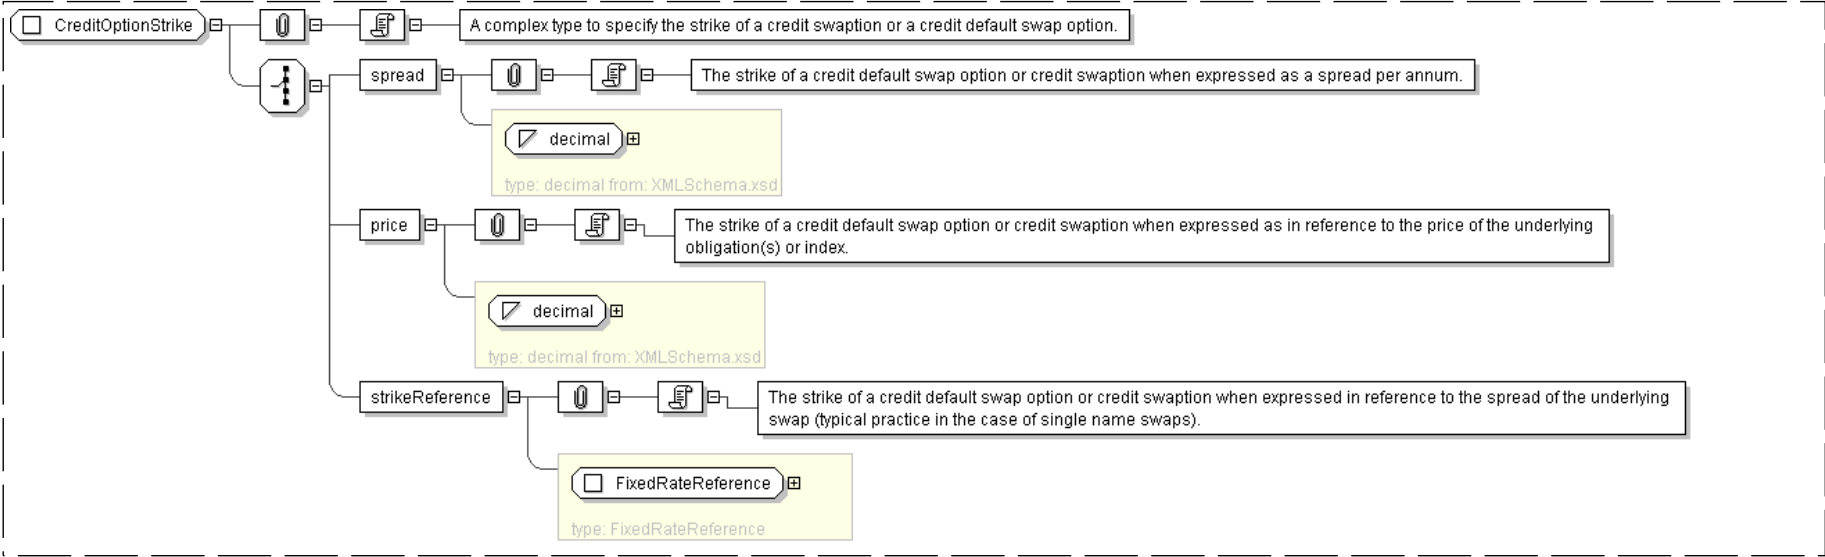 CreditOptionStrike
A complex type to specify the strike of a credit swaption or a credit default swap option.
spread
The strike of a credit default swap option or credit swaption when expressed as a spread per annum.
decimal
type: decimal from: XMLSchema.xsd
price
The strike of a credit default swap option or credit swaption when expressed as in reference to the price of the underlying
obligation(s) or index.
decimal
type: decimal from: XMLSchema.xsd
strikeReference
The strike of a credit default swap option or credit swaption when expressed in reference to the spread of the underlying
swap (typical practice in the case of single name swaps).
FixedRateReference
type: FixedRateReference